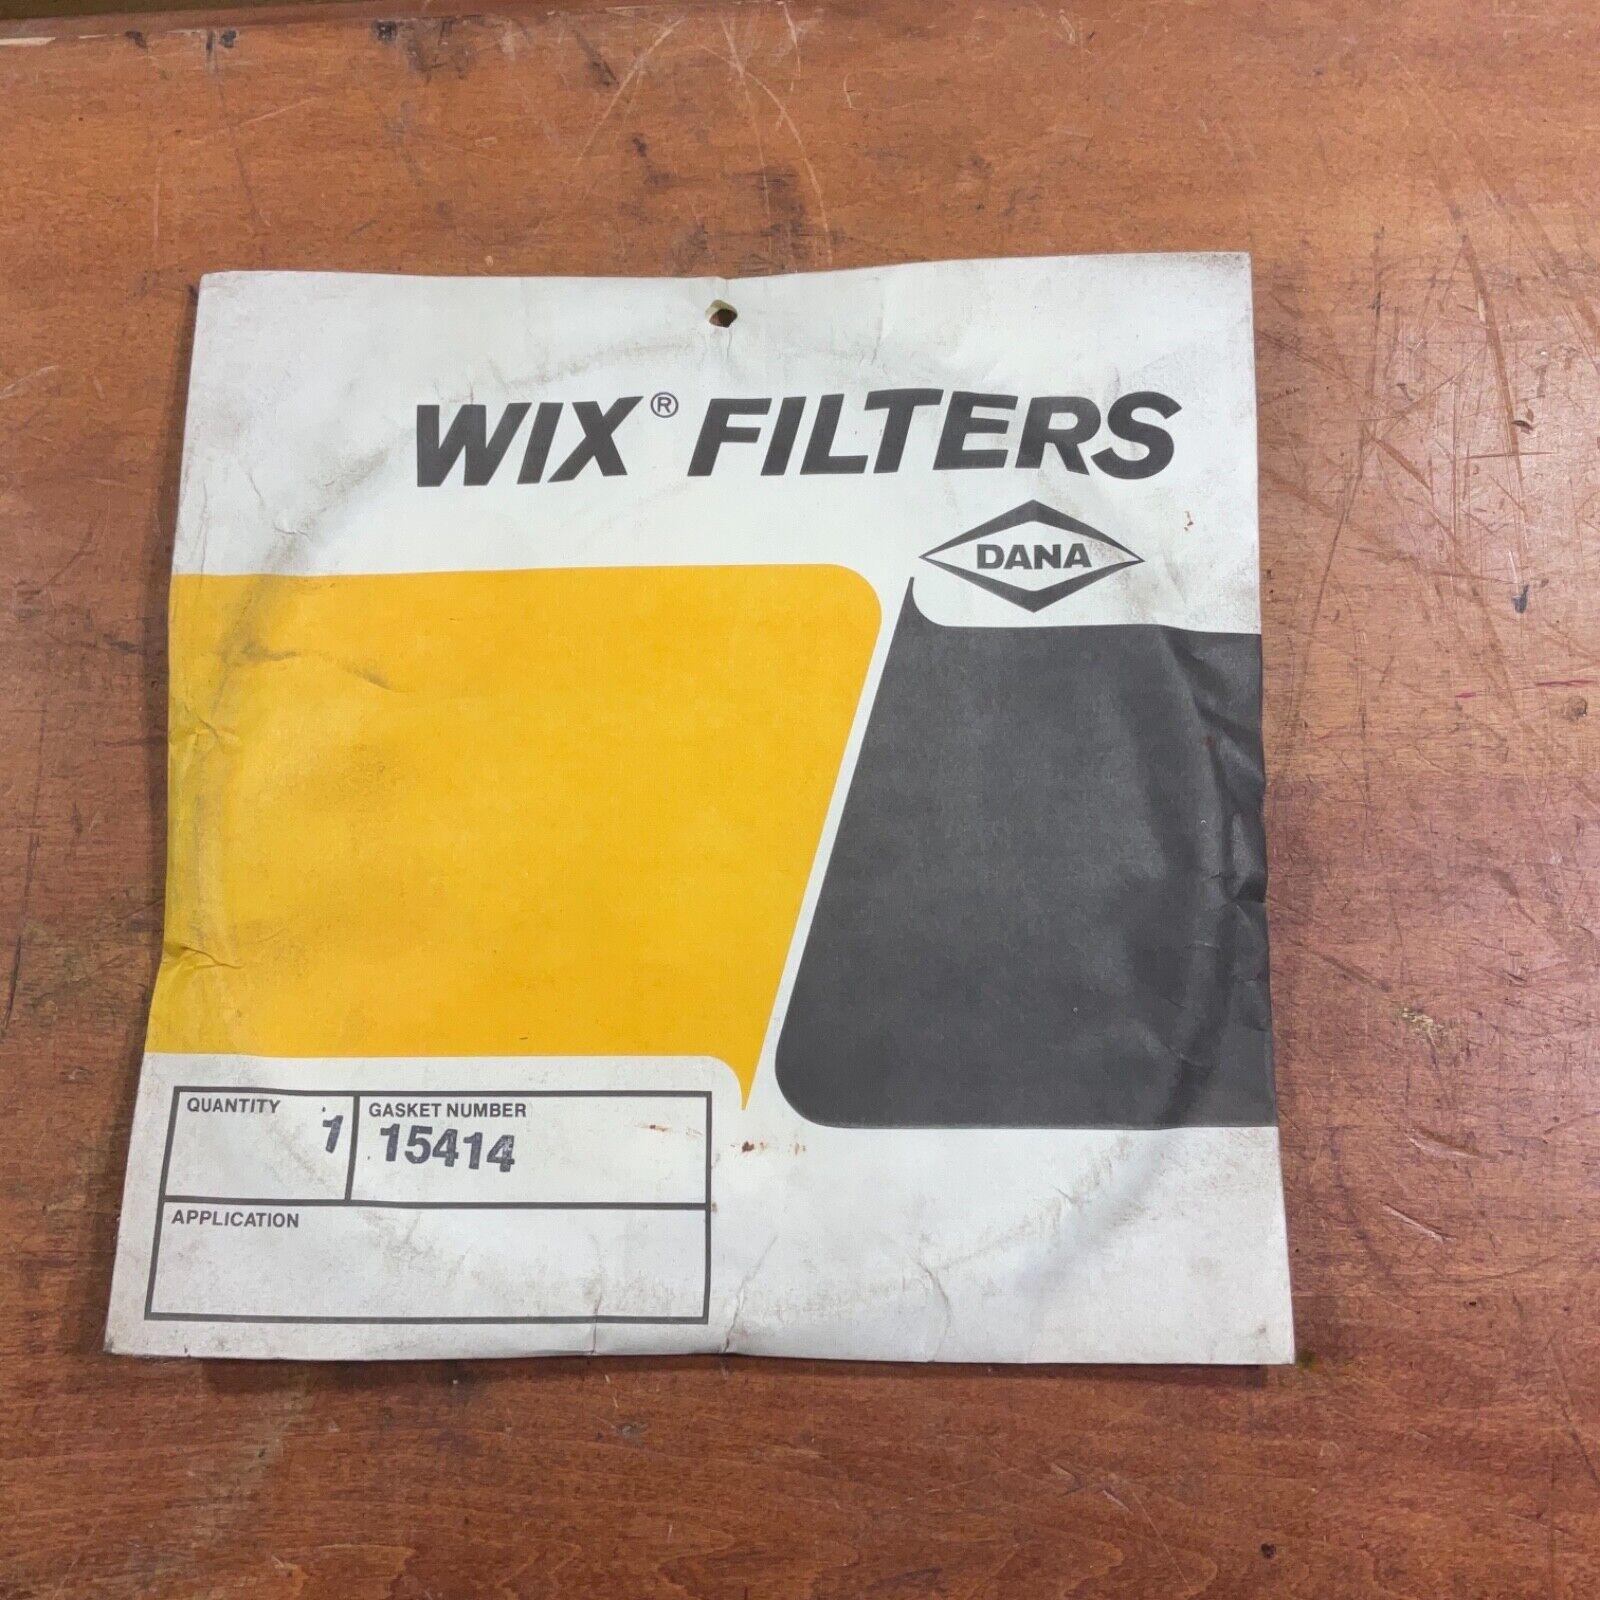 WIX® FILTERS
DANA
QUANTITY
1
GASKET NUMBER
15414
APPLICATION